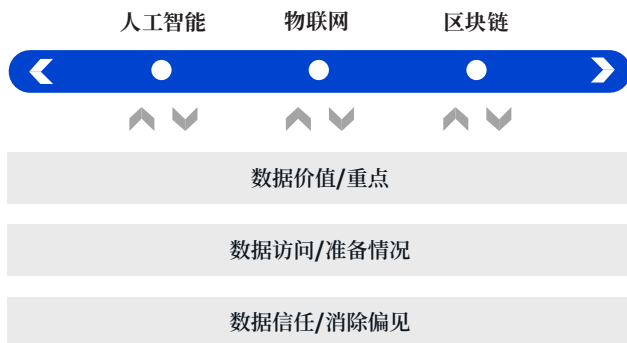 人工智能
物联网
区块链
数据价值/重点
数据访问/准备情况
数据信任/消除偏见